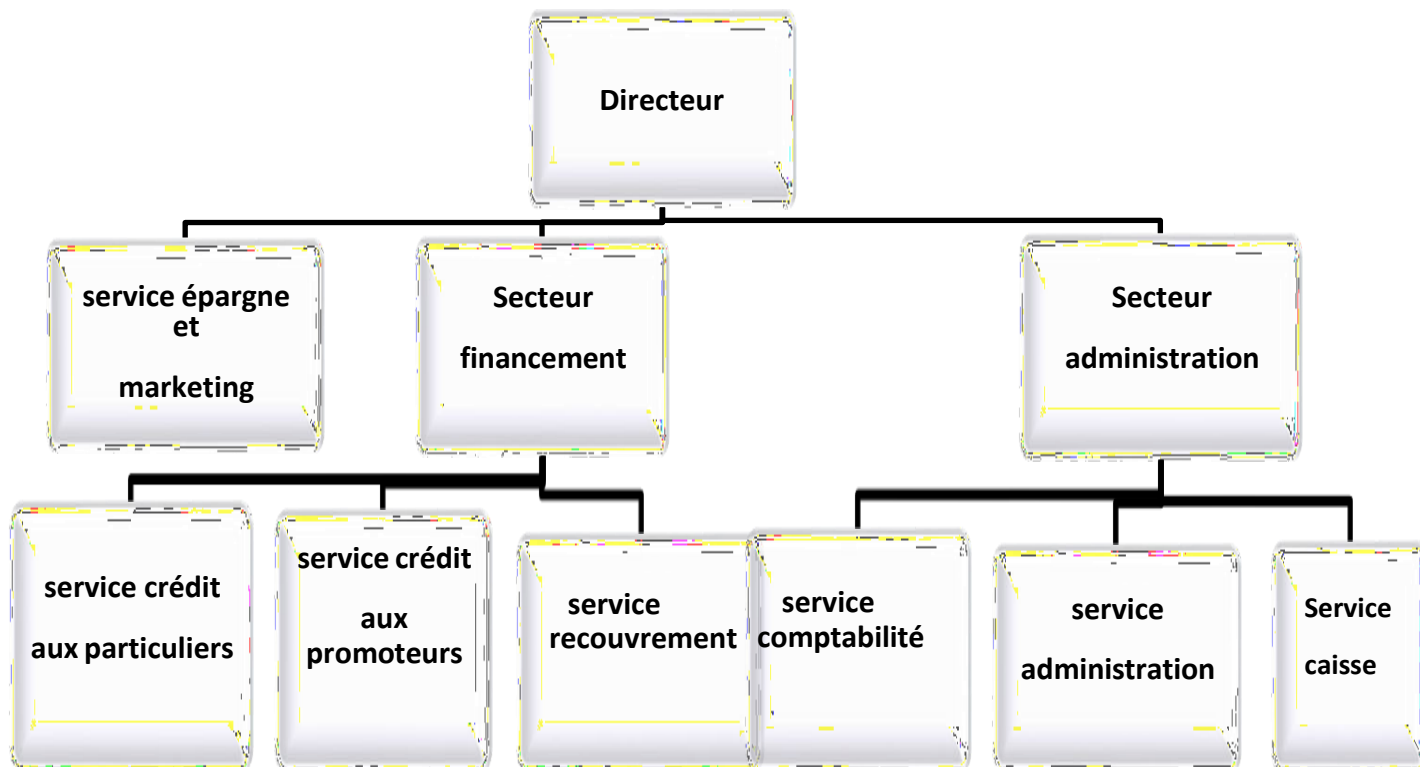 Directeur
service épargne
et
marketing
Secteur
financement
Secteur
administration
service crédit
aux particuliers
service crédit
aux
promoteurs
service
recouvrement
service
comptabilité
service
administration
Service
caisse